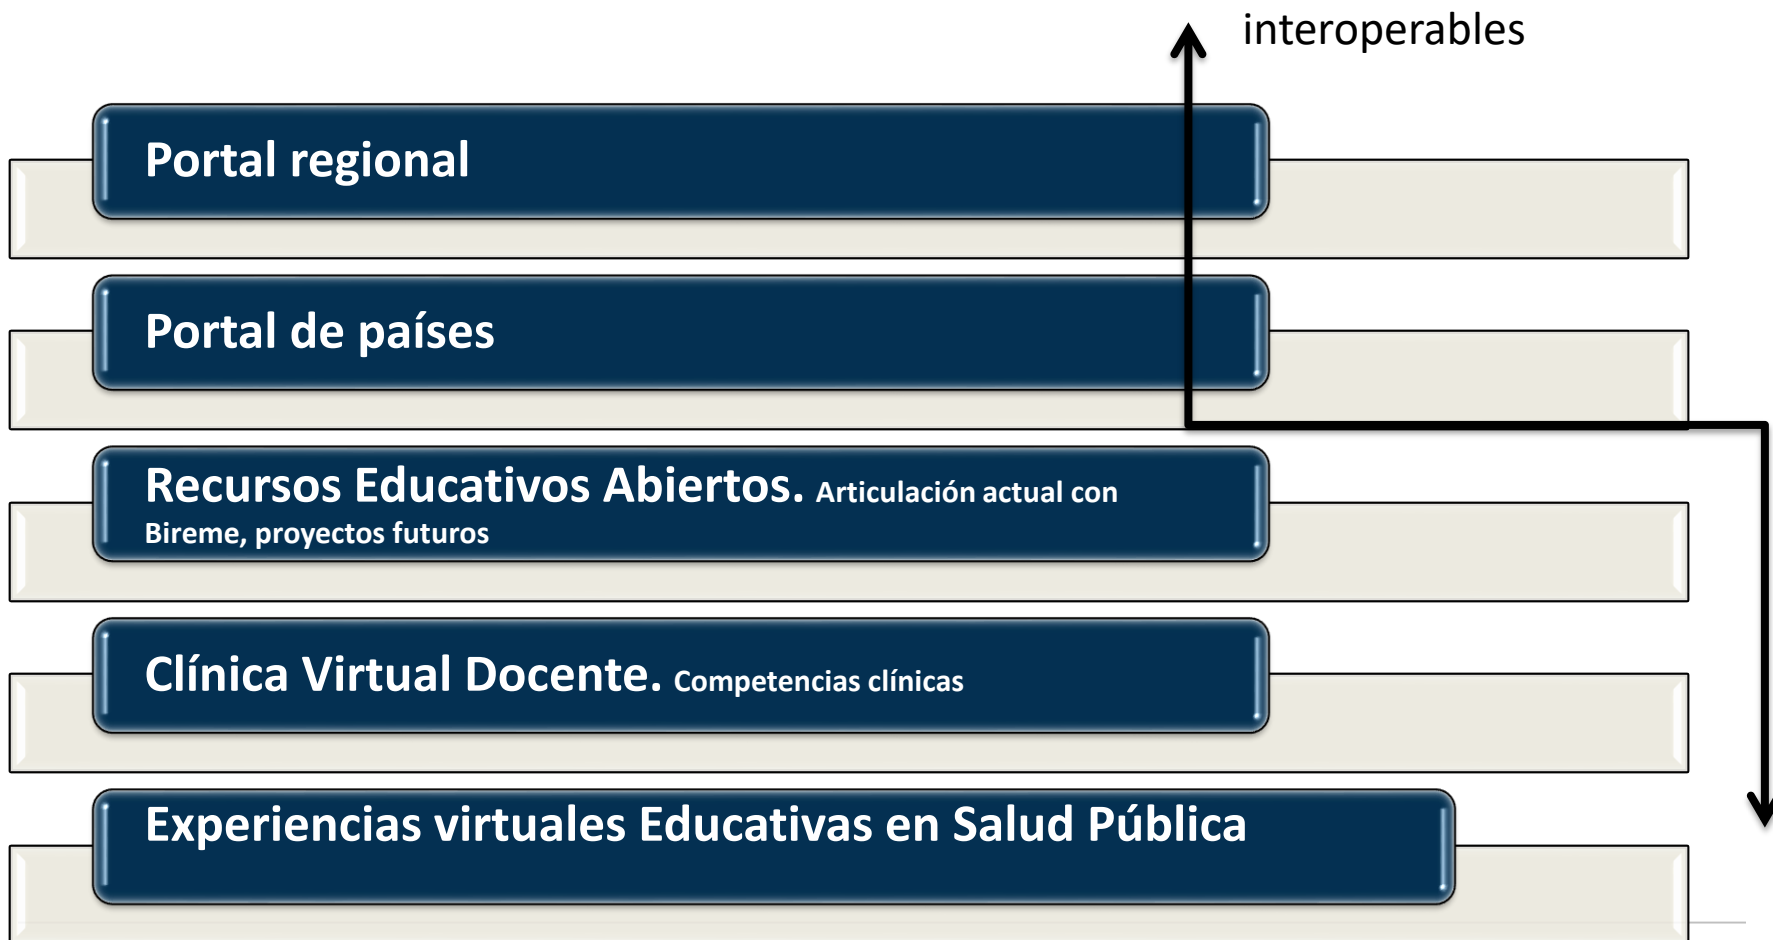 interoperables
Portal regional
Portal de países
Recursos Educativos Abiertos. Articulación actual con
Bireme, proyectos futuros
Clínica Virtual Docente. Competencias clínicas
Experiencias virtuales Educativas en Salud Pública